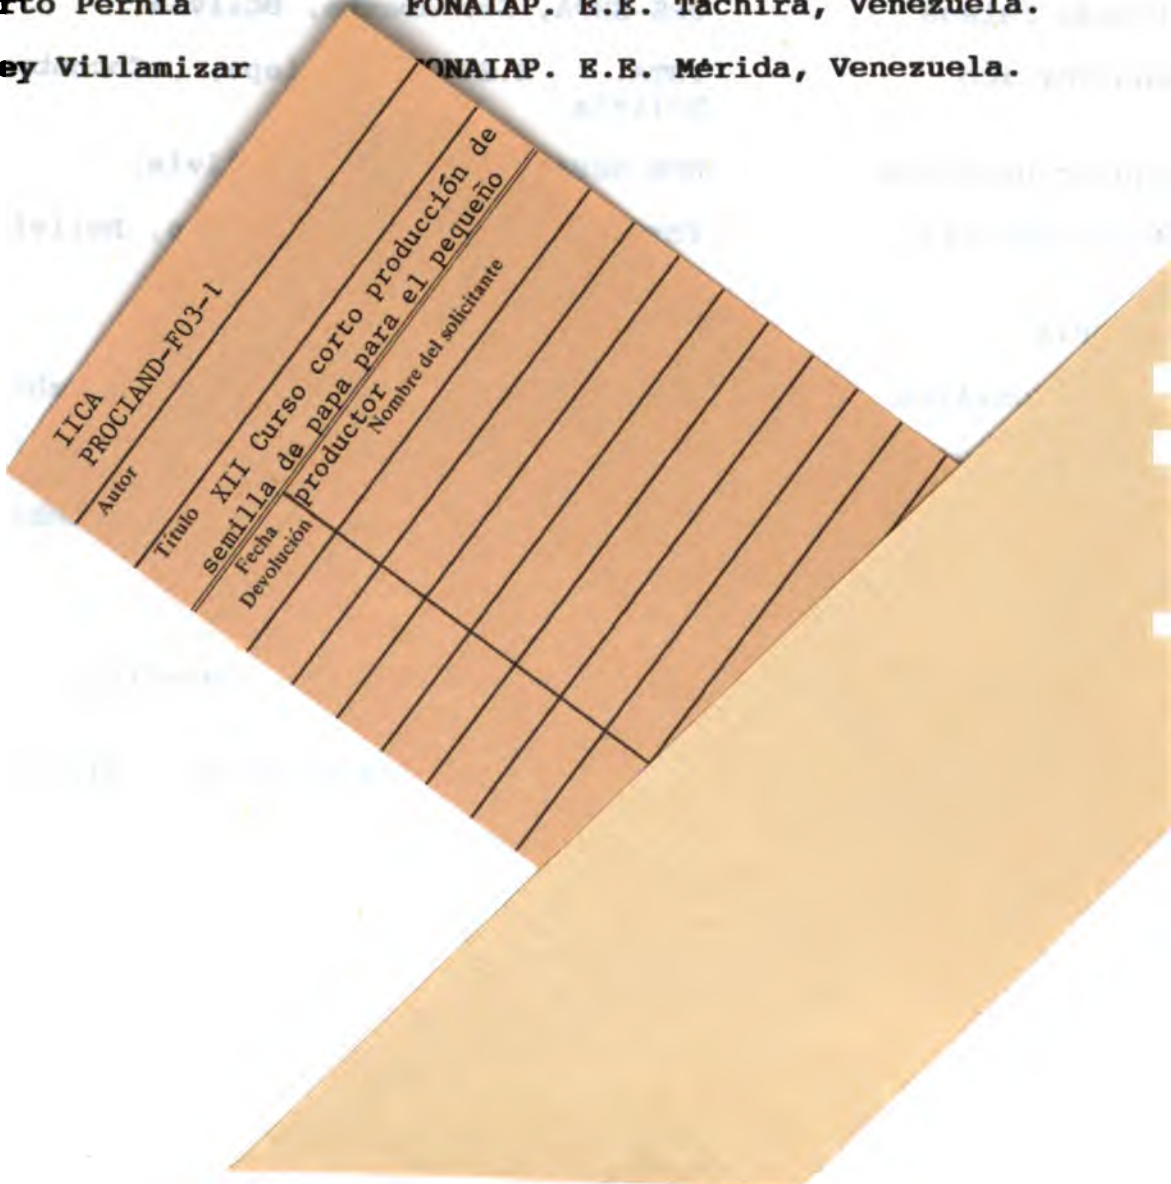 rto Pernia FONAIAP. E.E. Táchira, Venezuela.
ey Villamizar FONAIAP. E.E. Mérida, Venezuela.
IICA
PROCIAND-F03-1
Autor
Título XII Curso corto producción de
semilla de papa para el pequeño
productor
Fecha
Devolución
Nombre del solicitante